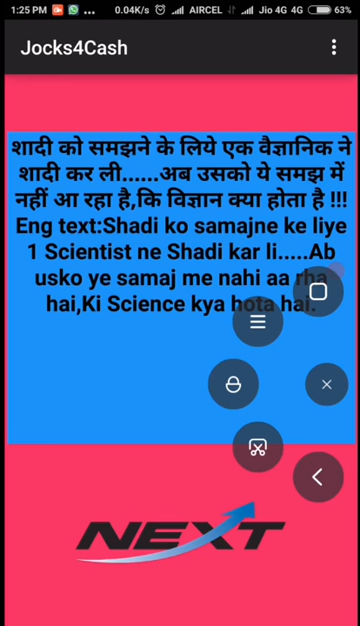 1:25 PM ... 0.04K/s AIRCEL Jio 4G 4G 63%
Jocks4Cash
शादी को समझने के लिये एक वैज्ञानिक ने
शादी कर ली......अब उसको ये समझ में
नहीं आ रहा है,कि विज्ञान क्या होता है !!!
Eng text:Shadi ko samajne ke liye
1 Scientist ne Shadi kar li.....Ab
usko ye samaj me nahi aa rha
hai,Ki Science kya hota hai.
NEXT